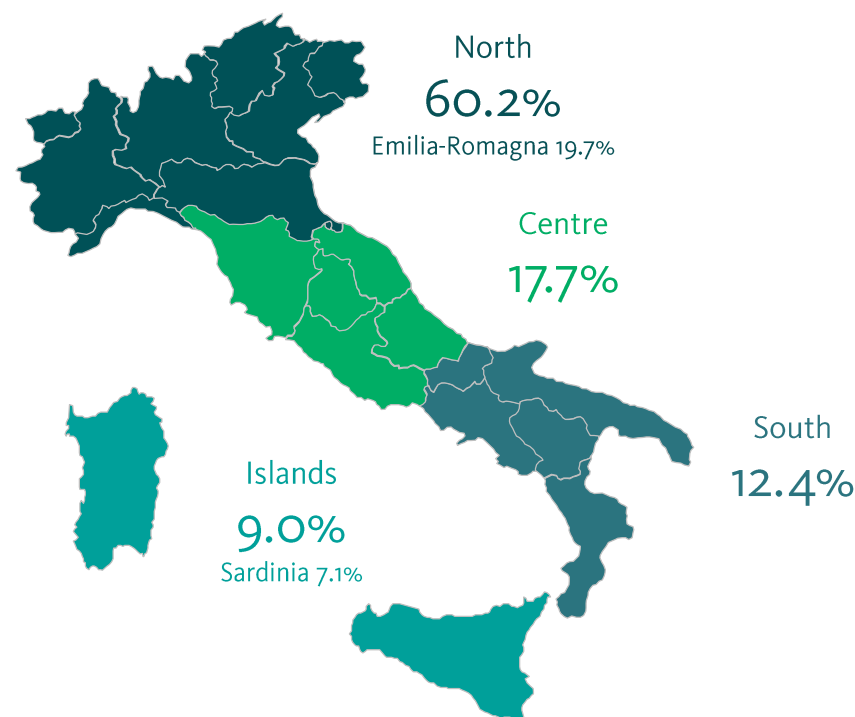 North
60.2%
Emilia-Romagna 19.7%
Centre
17.7%
South
12.4%
Islands
9.0%
Sardinia 7.1%